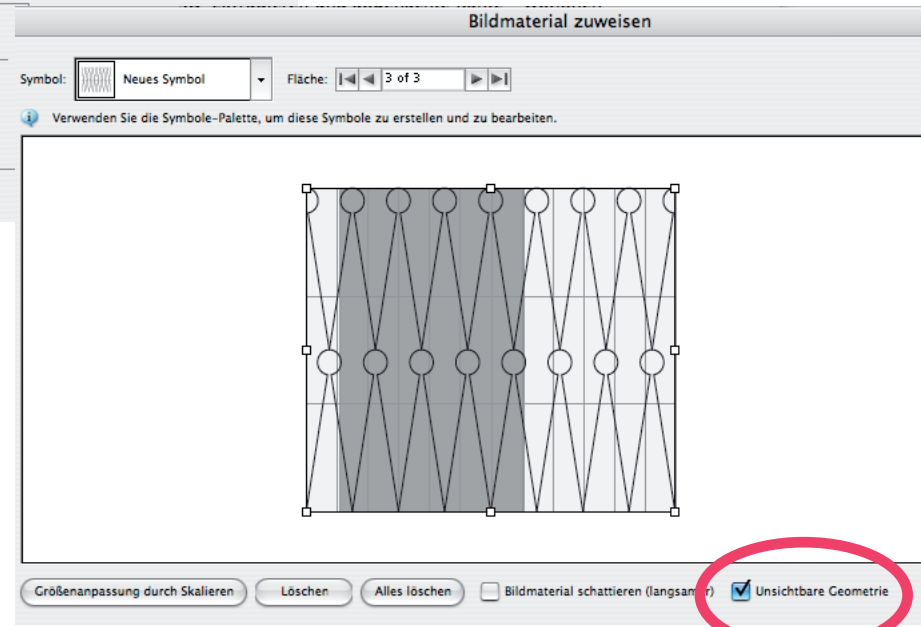 Bildmaterial zuweisen
Symbol: Neues Symbol Fläche: 3 of 3
Verwenden Sie die Symbole-Palette, um diese Symbole zu erstellen und zu bearbeiten.
Größenanpassung durch Skalieren Löschen Alles löschen Bildmaterial schattieren (langsamer) Unsichtbare Geometrie